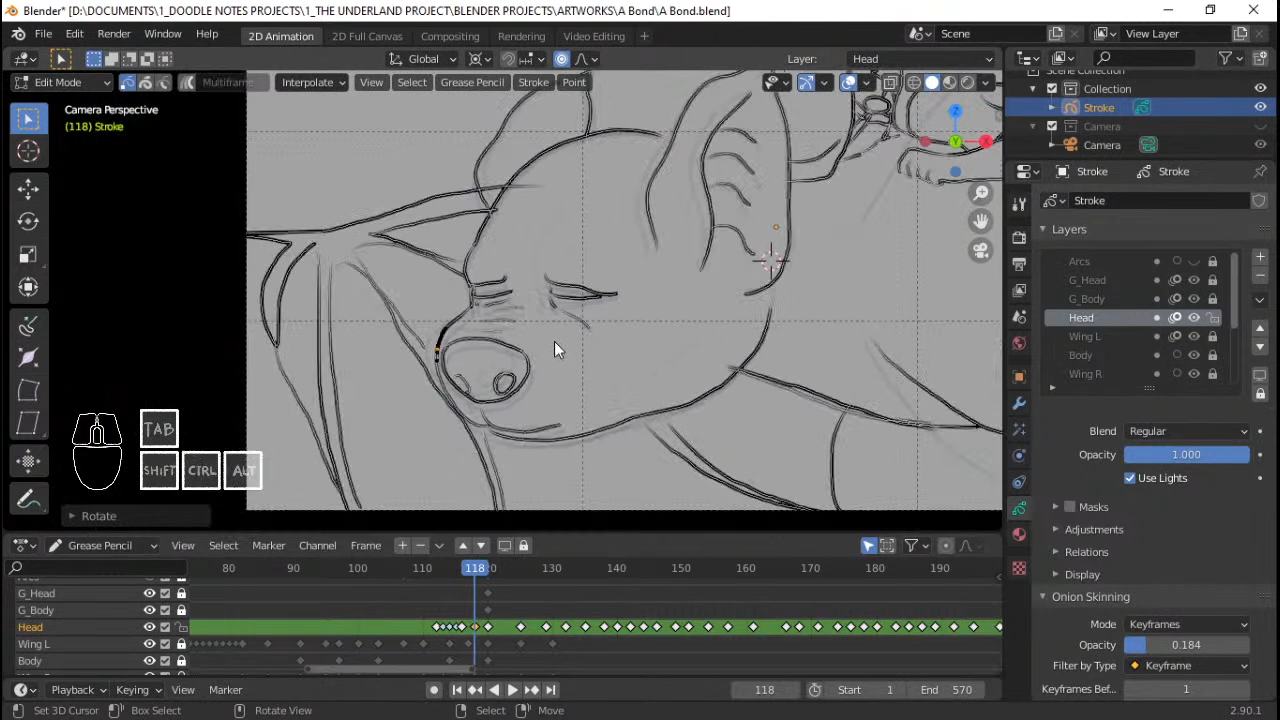 Blender* [D:\DOCUMENTS\1_DOODLE NOTES PROJECTS\1_THE UNDERLAND PROJECT\BLENDER PROJECTS\ARTWORKS\A Bond\A Bond.blend]
File Edit Render Window Help 2D Animation 2D Full Canvas Compositing Rendering Video Editing + Scene View Layer
Global Layer: Head
Edit Mode Multiframe Interpolate View Select Grease Pencil Stroke Point
Scene Collection
Collection
Stroke
Camera
Camera
Camera Perspective
(118) Stroke
Z
Y
X
Stroke Stroke
Stroke
Layers
Arcs
G_Head
G_Body
Head
Wing L
Body
Wing R
Blend Regular
Opacity 1.000
Use Lights
Masks
Adjustments
Relations
Display
Onion Skinning
Mode Keyframes
Opacity 0.184
Filter by Type Keyframe
Keyframes Bef.. 1
TAB
SHiFT CTRL ALT
Rotate
Grease Pencil View Select Marker Channel Frame
80 90 100 110 118 120 130 140 150 160 170 180 190
Arcs
G_Head
G_Body
Head
Wing L
Body
Playback Keying View Marker 118 Start 1 End 570
Set 3D Cursor Box Select Rotate View Select Move 2.90.1